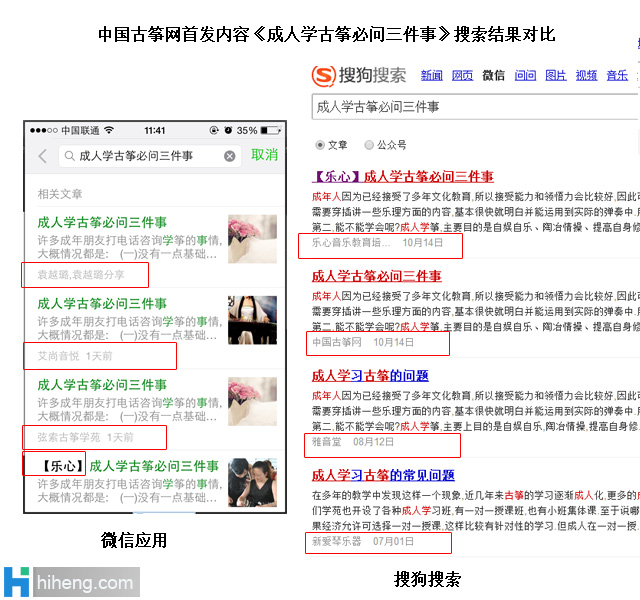 中国古筝网首发内容《成人学古筝必问三件事》搜索结果对比
中国联通 11:41 35%
成人学古筝必问三件事 取消
相关文章
成人学古筝必问三件事
许多成年朋友打电话咨询学筝的事情,
大概情况都是: (一)没有一点基础…
袁越璐,袁越璐分享
成人学古筝必问三件事
许多成年朋友打电话咨询学筝的事情,
大概情况都是: (一)没有一点基础…
艾尚音悦 1天前
成人学古筝必问三件事
许多成年朋友打电话咨询学筝的事情,
大概情况都是: (一)没有一点基础…
弦索古筝学苑 1天前
【乐心】成人学古筝必问三件事
许多成年朋友打电话咨询学筝的事情,
大概情况都是: (一)没有一点基础…
微信应用
搜狗搜索 新闻 网页 微信 问问 图片 视频 音乐
成人学古筝必问三件事
文章 公众号
【乐心】成人学古筝必问三件事
成年人因为已经接受了多年文化教育,所以接受能力和领悟力会比较好,因此可
需要穿插讲一些乐理方面的内容,基本很快就明白并能运用到实际的弹奏中.
第二,能不能学会呢?成人学筝,主要目的是自娱自乐、陶冶情操、提高自身修
乐心音乐教育培... 10月14日
成人学古筝必问三件事
成年人因为已经接受了多年文化教育,所以接受能力和领悟力会比较好,因此可
需要穿插讲一些乐理方面的内容,基本很快就明白并能运用到实际的弹奏中.
第二,能不能学会呢?成人学筝,主要目的是自娱自乐、陶冶情操、提高自身修
中国古筝网 10月14日
成人学习古筝的问题
成年人因为已经接受了多年文化教育,所以接受能力和领悟力会比较好,因此可
需要穿插讲一些乐理方面的内容,基本很快就明白并能运用到实际的弹奏中.
第二,能不能学会呢?成人学筝,主要上目的是自娱自乐,陶冶情操,提高自身
雅音堂 08月12日
成人学习古筝的常见问题
在多年的教学中发现这样一个现象,近几年来古筝的学习逐渐成人化,更多的
们学苑也开设了各种成人学习班,有一对一授课班,也有小班集体课.至于说哪
果经济允许可选择一对一授课,这样比较有针对性的学习.但成人在一对一授.
新爱琴乐器 07月01日
搜狗搜索
hiheng.com